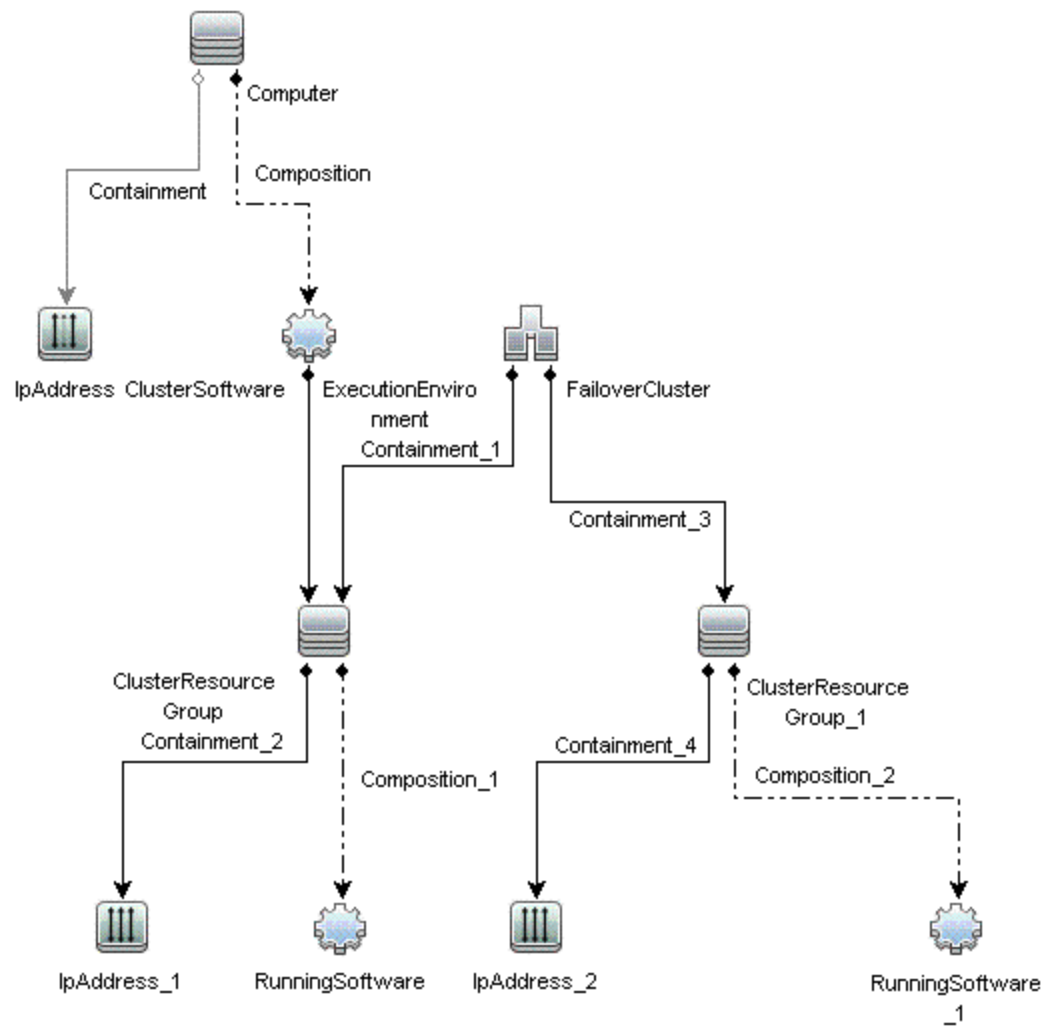 Computer
Composition
Containment
IpAddress
ClusterSoftware
ExecutionEnviro
nment
FailoverCluster
Containment_1
Containment_3
ClusterResource
Group
ClusterResource
Group_1
Containment_2
Containment_4
Composition_1
Composition_2
IpAddress_1
RunningSoftware
IpAddress_2
RunningSoftware
_1